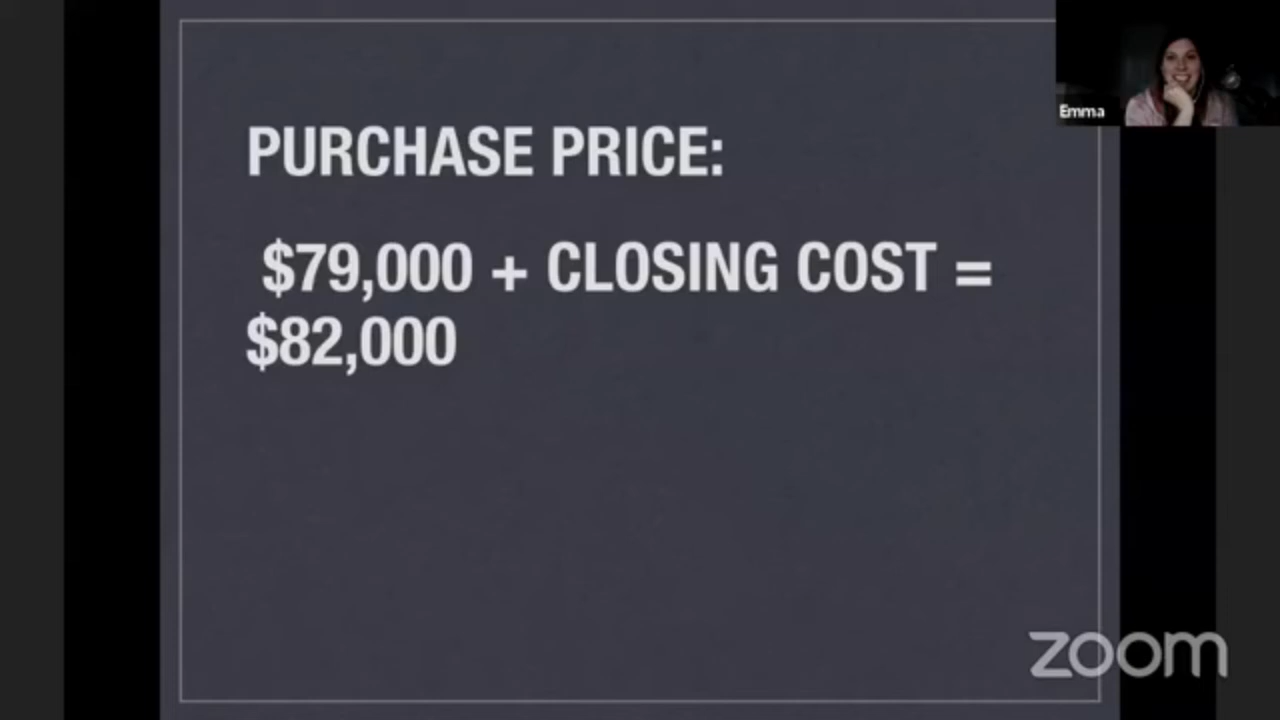 Emma
PURCHASE PRICE:
$79,000 + CLOSING COST =
$82,000
zoom